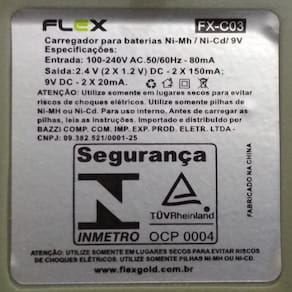 FLEX
FX-C03
Carregador para baterias Ni-Mh / Ni-Cd/ 9V
Especificações:
Entrada: 100-240V AC.50/60Hz - 80mA
Saída: 2.4 V (2 X 1.2 V) DC - 2 X 150mA;
9V DC - 2 X 20mA.
ATENÇÃO: Utilize somente em lugares secos para evitar
riscos de choques elétricos. Utilize somente pilhas de
Ni-MH ou Ni-Cd. Para uso Interno, Antes de carregar as
pilhas, leia as instruções. Importado e distribuído por
BAZZI COMP COM. IMP. EXP. PROD. ELETR. LTDA -
CNPJ: 09.382.521/0001-25
Segurança
TÜVRheinland
INMETRO
OCP 0004
FABRICADO NA CHINA
ATENÇÃO: UTILIZE SOMENTE EM LUGARES SECOS PARA EVITAR RISCOS
DE CHOQUES ELÉTRICOS. UTILIZE SOMENTE PILHAS NI-MH OU NI-CD.
www.flexgold.com.br